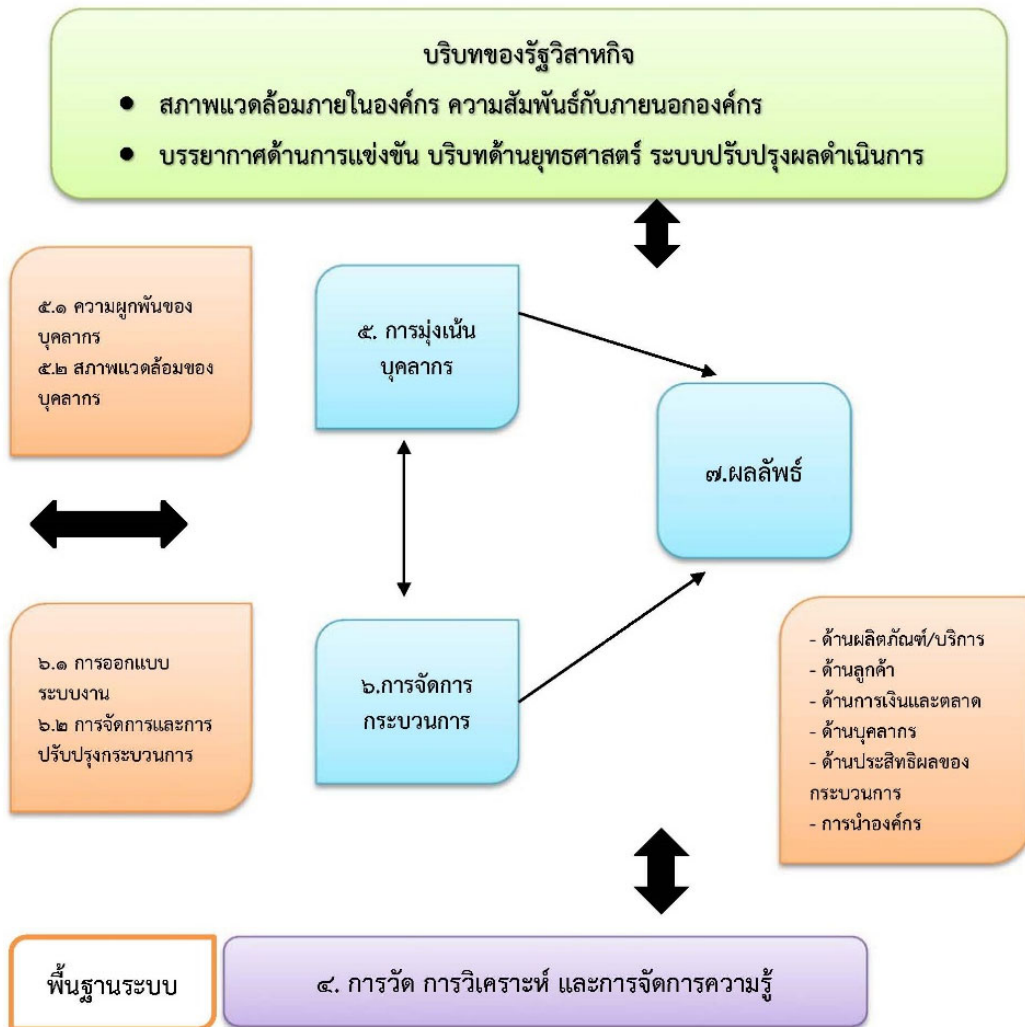 บริบทของรัฐวิสาหกิจ
● สภาพแวดล้อมภายในองค์กร ความสัมพันธ์กับภายนอกองค์กร
● บรรยากาศด้านการแข่งขัน บริบทด้านยุทธศาสตร์ ระบบปรับปรุงผลดำเนินการ
๕.๑ ความผูกพันของ
บุคลากร
๕.๒ สภาพแวดล้อมของ
บุคลากร
๕. การมุ่งเน้น
บุคลากร
๗.ผลลัพธ์
๖.๑ การออกแบบ
ระบบงาน
๖.๒ การจัดการและการ
ปรับปรุงกระบวนการ
๖.การจัดการ
กระบวนการ
- ด้านผลิตภัณฑ์/บริการ
- ด้านลูกค้า
- ด้านการเงินและตลาด
- ด้านบุคลากร
- ด้านประสิทธิผลของ
กระบวนการ
- การนำองค์กร
พื้นฐานระบบ
๔. การวัด การวิเคราะห์ และการจัดการความรู้